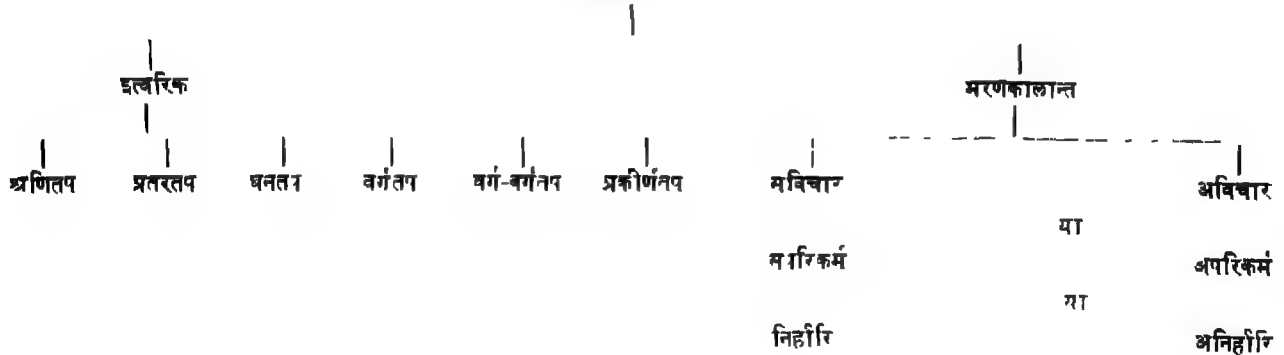 इत्वरिक मरणकालान्त
श्रेणितप प्रतरतप घनतप वर्गतप वर्ग-वर्गतप प्रकीर्णतप सविचार अविचार
या
सपरिकर्म अपरिकर्म
या
निर्हारि अनिर्हारि